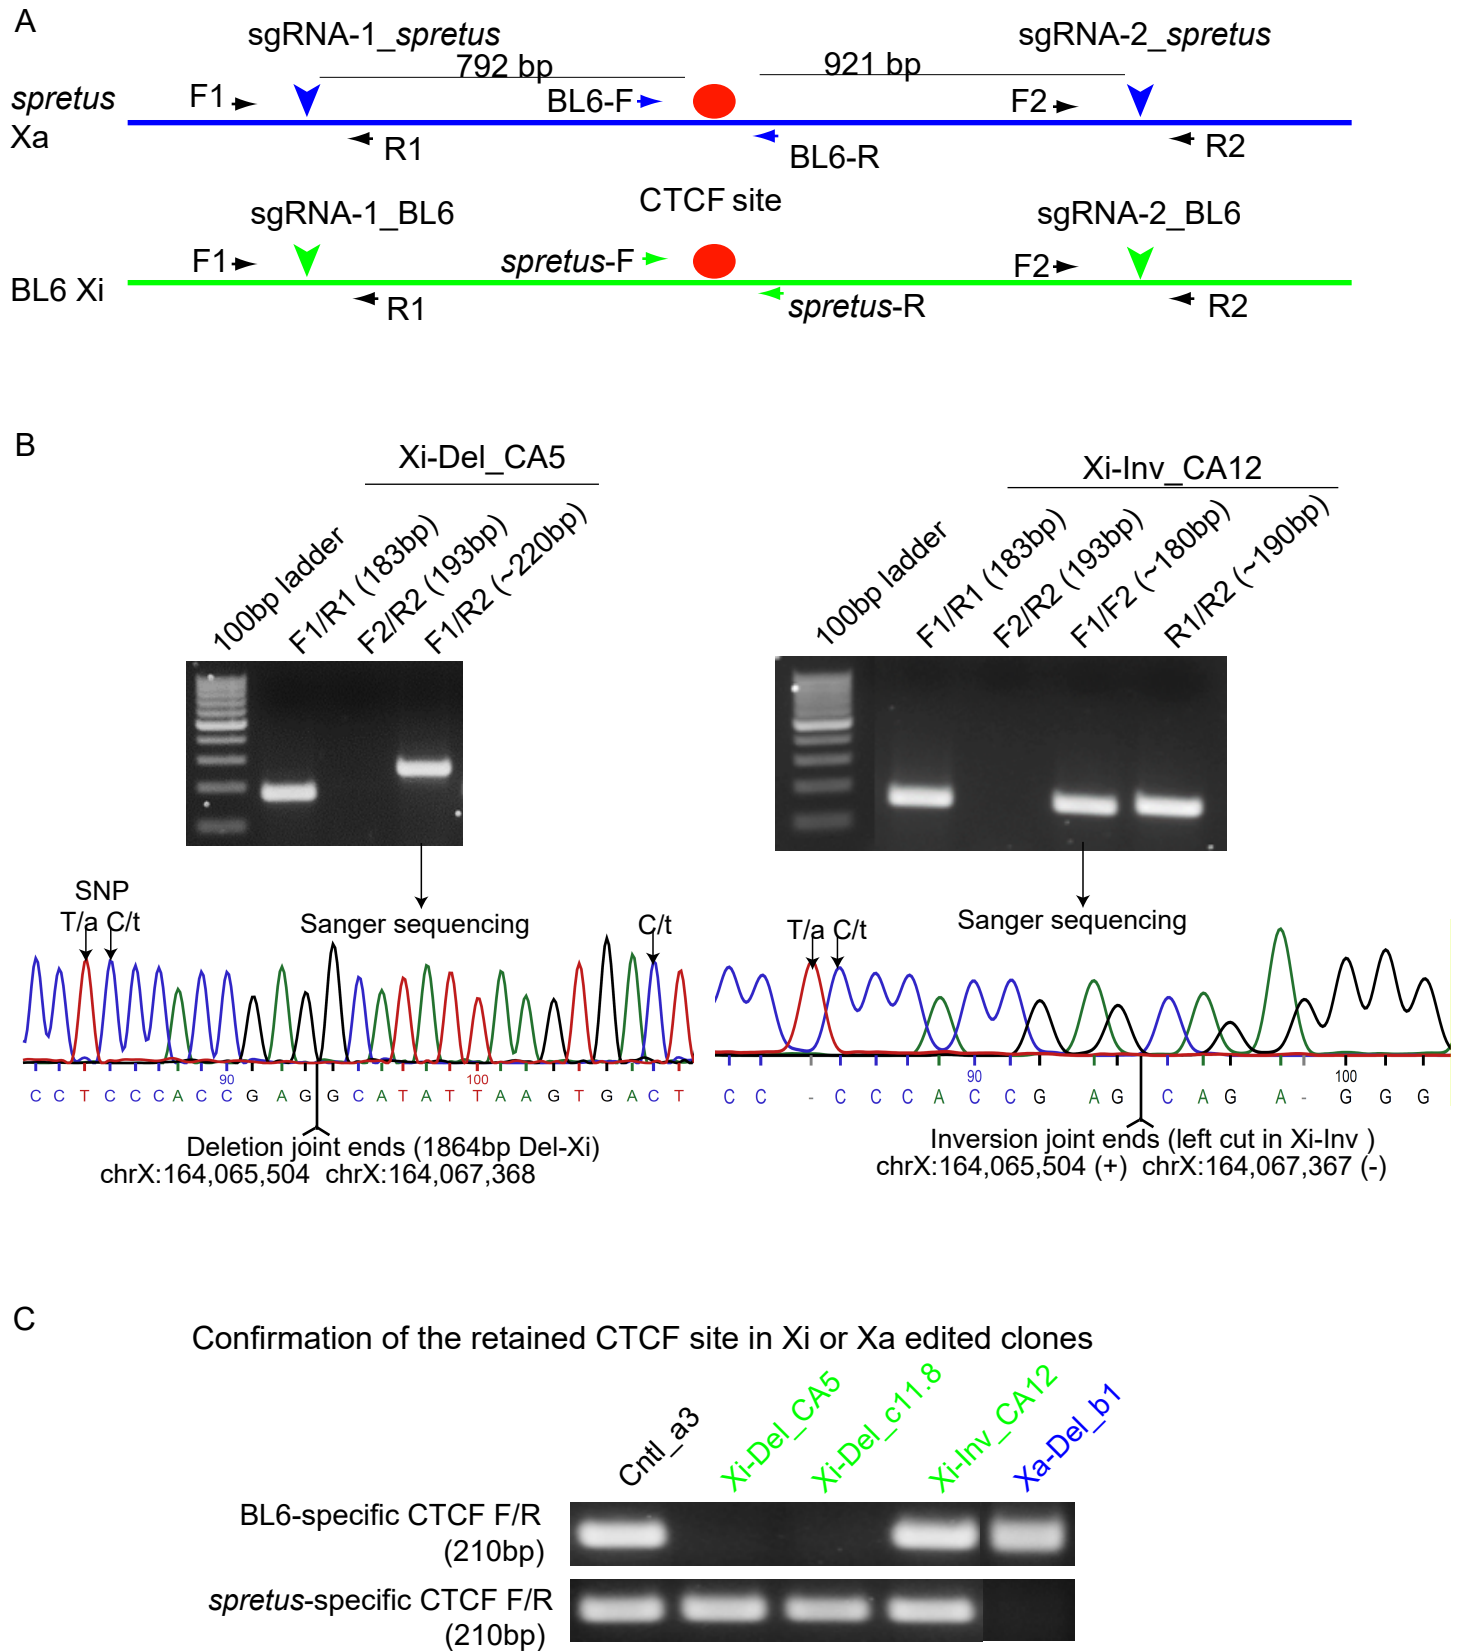 A
sgRNA-1_spretus
sgRNA-2_spretus
792 bp
921 bp
spretus
Xa
F1
BL6-F
F2
R1
BL6-R
R2
CTCF site
sgRNA-1_BL6
sgRNA-2_BL6
F1
spretus-F
F2
BL6 Xi
R1
spretus-R
R2
B
Xi-Del_CA5
100bp ladder
F1/R1 (183bp)
F2/R2 (193bp)
F1/R2 (~220bp)
Xi-Inv_CA12
100bp ladder
F1/R1 (183bp)
F2/R2 (193bp)
F1/F2 (~180bp)
R1/R2 (~190bp)
SNP
T/a C/t
Sanger sequencing
C/t
90
100
C C T C C C A C C G A G G C A T A T T A A G T G A C T
Deletion joint ends (1864bp Del-Xi)
chrX:164,065,504 chrX:164,067,368
T/a C/t
Sanger sequencing
90
100
C C - C C C A C C G A G C A G A - G G G
Inversion joint ends (left cut in Xi-Inv )
chrX:164,065,504 (+) chrX:164,067,367 (-)
C
Confirmation of the retained CTCF site in Xi or Xa edited clones
Cntl_a3
Xi-Del_CA5
Xi-Del_c11.8
Xi-Inv_CA12
Xa-Del_b1
BL6-specific CTCF F/R
(210bp)
spretus-specific CTCF F/R
(210bp)